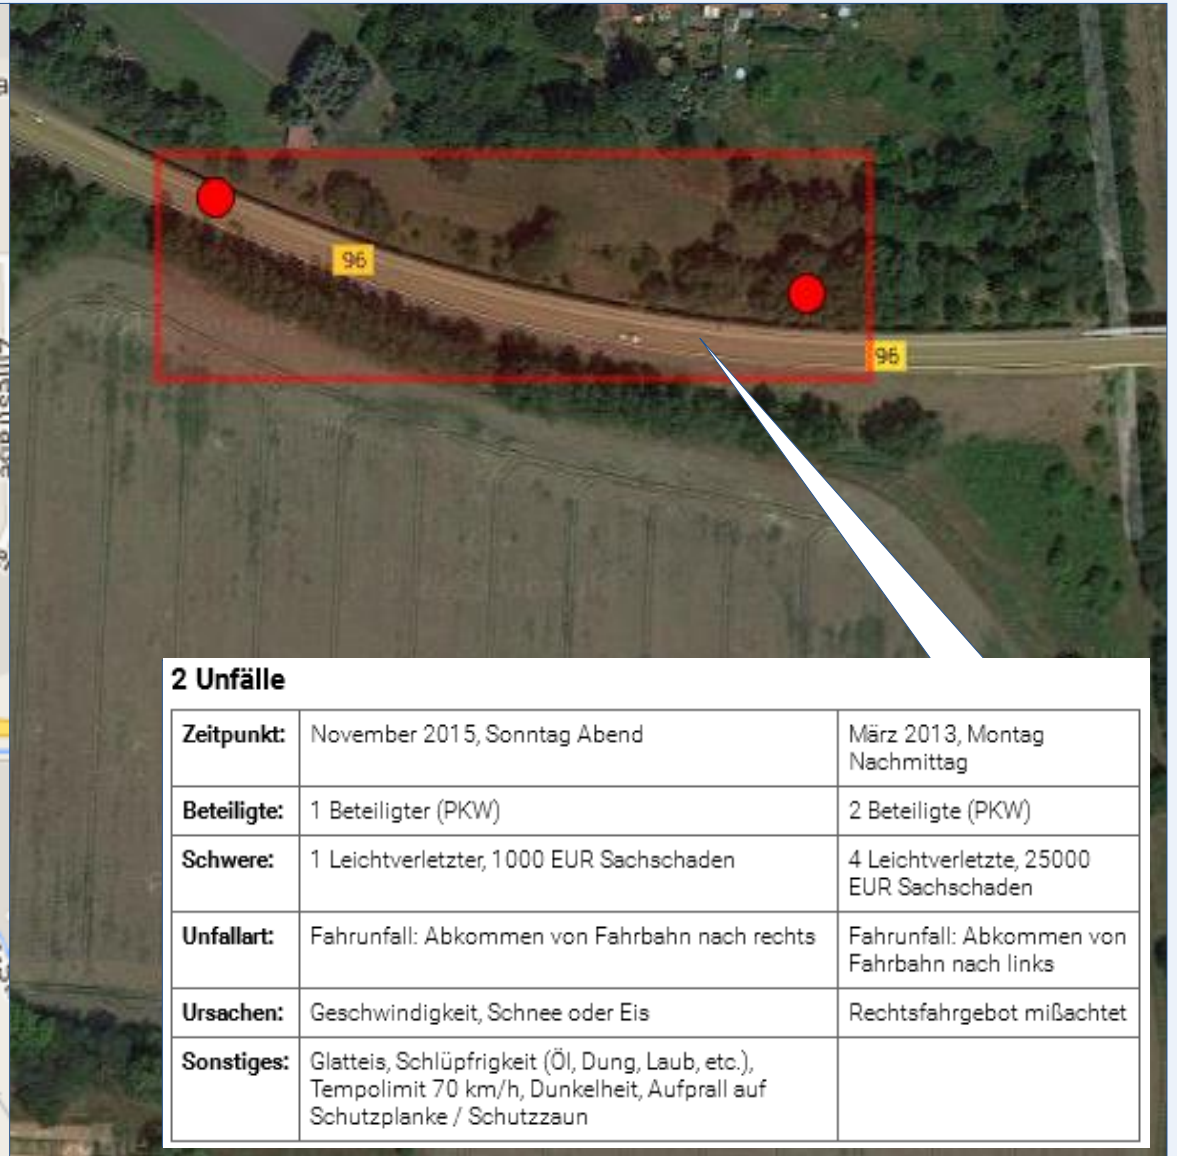 96
96
2 Unfälle
Zeitpunkt: November 2015, Sonntag Abend März 2013, Montag
Nachmittag
Beteiligte: 1 Beteiligter (PKW) 2 Beteiligte (PKW)
Schwere: 1 Leichtverletzter, 1000 EUR Sachschaden 4 Leichtverletzte, 25000
EUR Sachschaden
Unfallart: Fahrunfall: Abkommen von Fahrbahn nach rechts Fahrunfall: Abkommen von
Fahrbahn nach links
Ursachen: Geschwindigkeit, Schnee oder Eis Rechtsfahrgebot mißachtet
Sonstiges: Glatteis, Schlüpfrigkeit (Öl, Dung, Laub, etc.),
Tempolimit 70 km/h, Dunkelheit, Aufprall auf
Schutzplanke / Schutzzaun